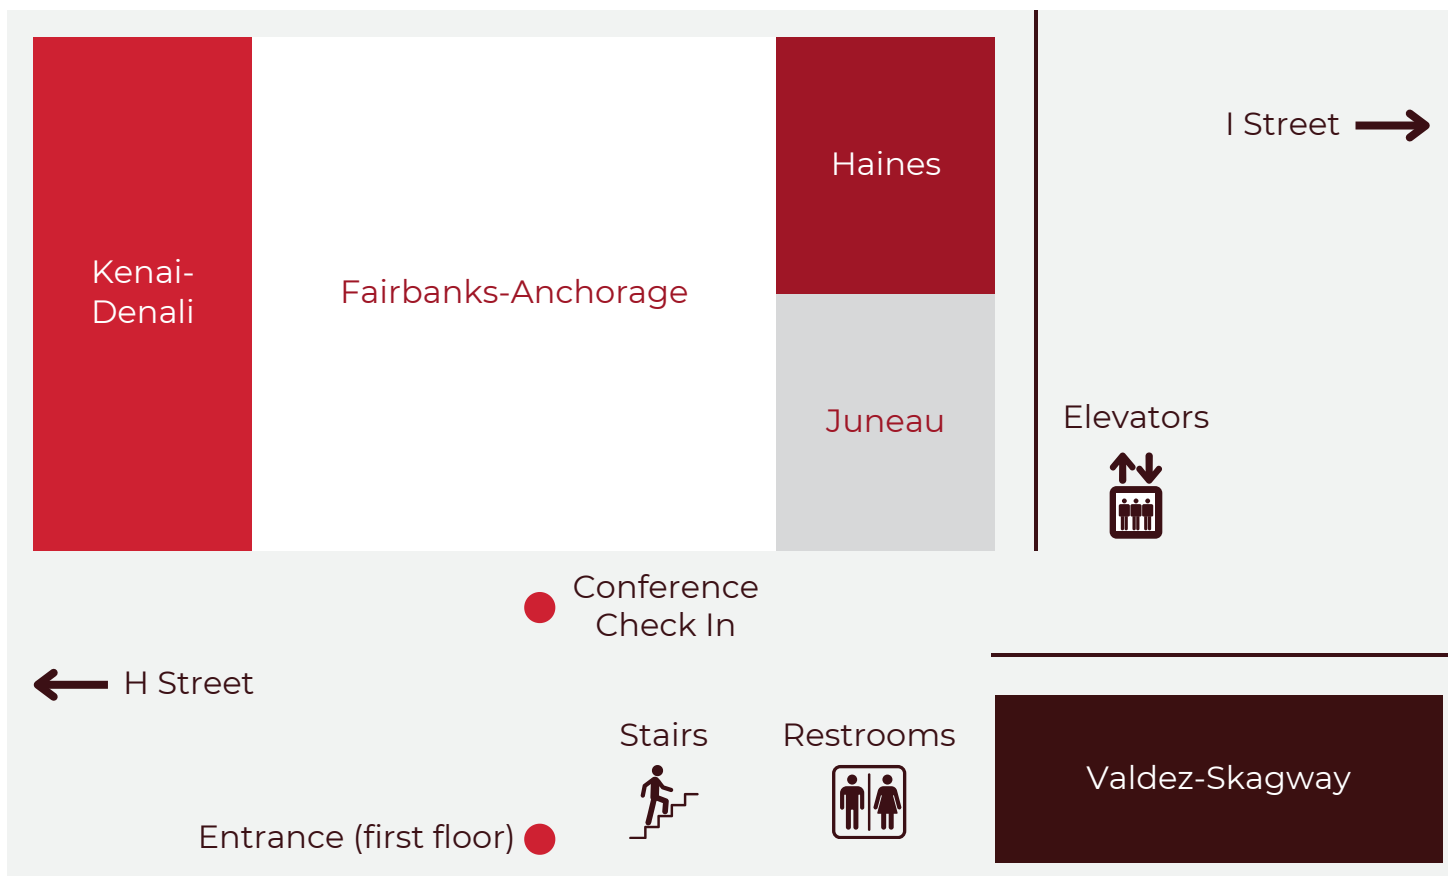 I Street
Haines
Kenai-
Denali
Fairbanks-Anchorage
Juneau
Elevators
Conference
Check In
H Street
Stairs
Restrooms
Valdez-Skagway
Entrance (first floor)